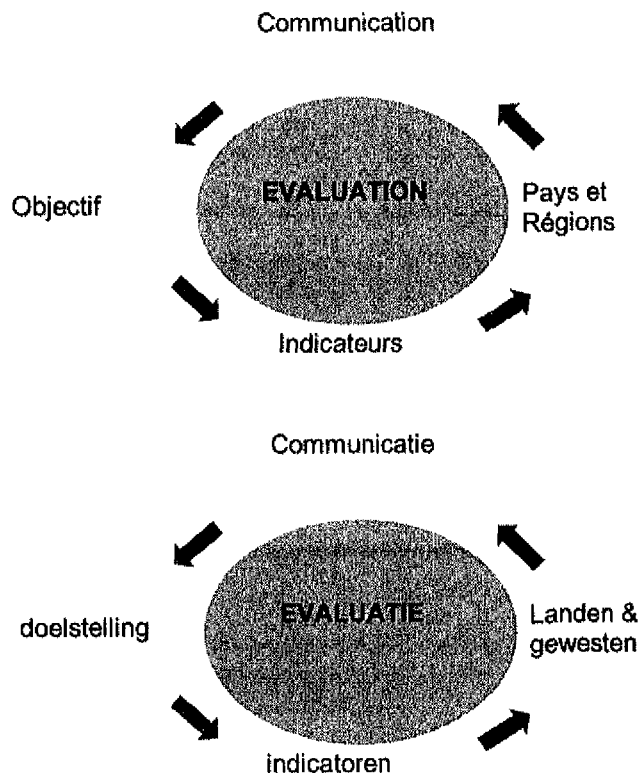 Communication
EVALUATION
Objectif
Pays et
Régions
Indicateurs
Communicatie
EVALUATIE
doelstelling
Landen &
gewesten
indicatoren